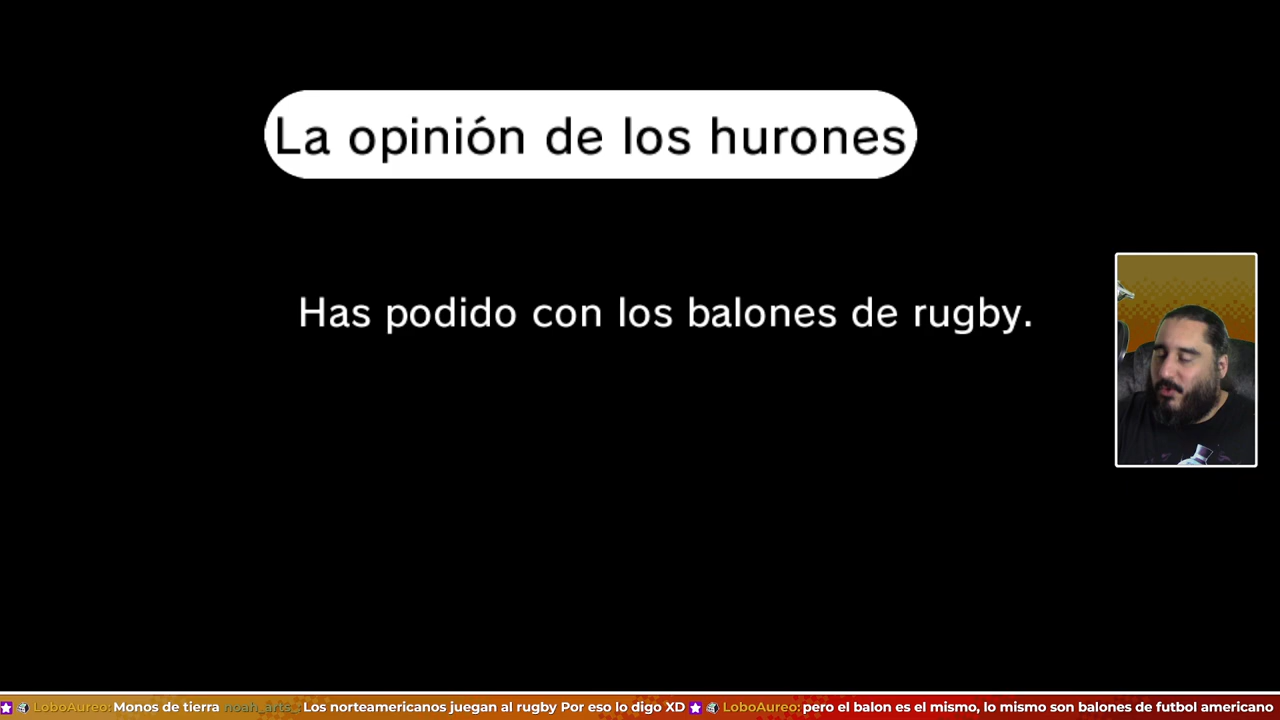 La opinión de los hurones
Has podido con los balones de rugby.
LoboAureo: Monos de tierra noah_arts_: Los norteamericanos juegan al rugby Por eso lo digo XD LoboAureo: pero el balon es el mismo, lo mismo son balones de futbol americano